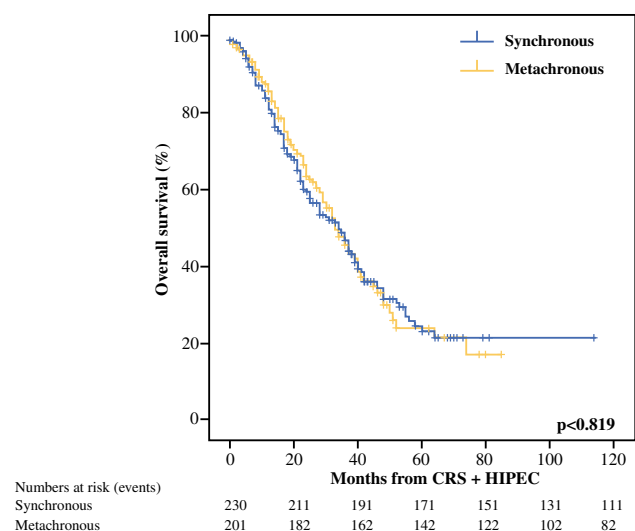 100
80
60
40
20
0
Overall survival (%)
Synchronous
Metachronous
p<0.819
0 20 40 60 80 100 120
Months from CRS + HIPEC
Numbers at risk (events)
Synchronous 230 211 191 171 151 131 111
Metachronous 201 182 162 142 122 102 82